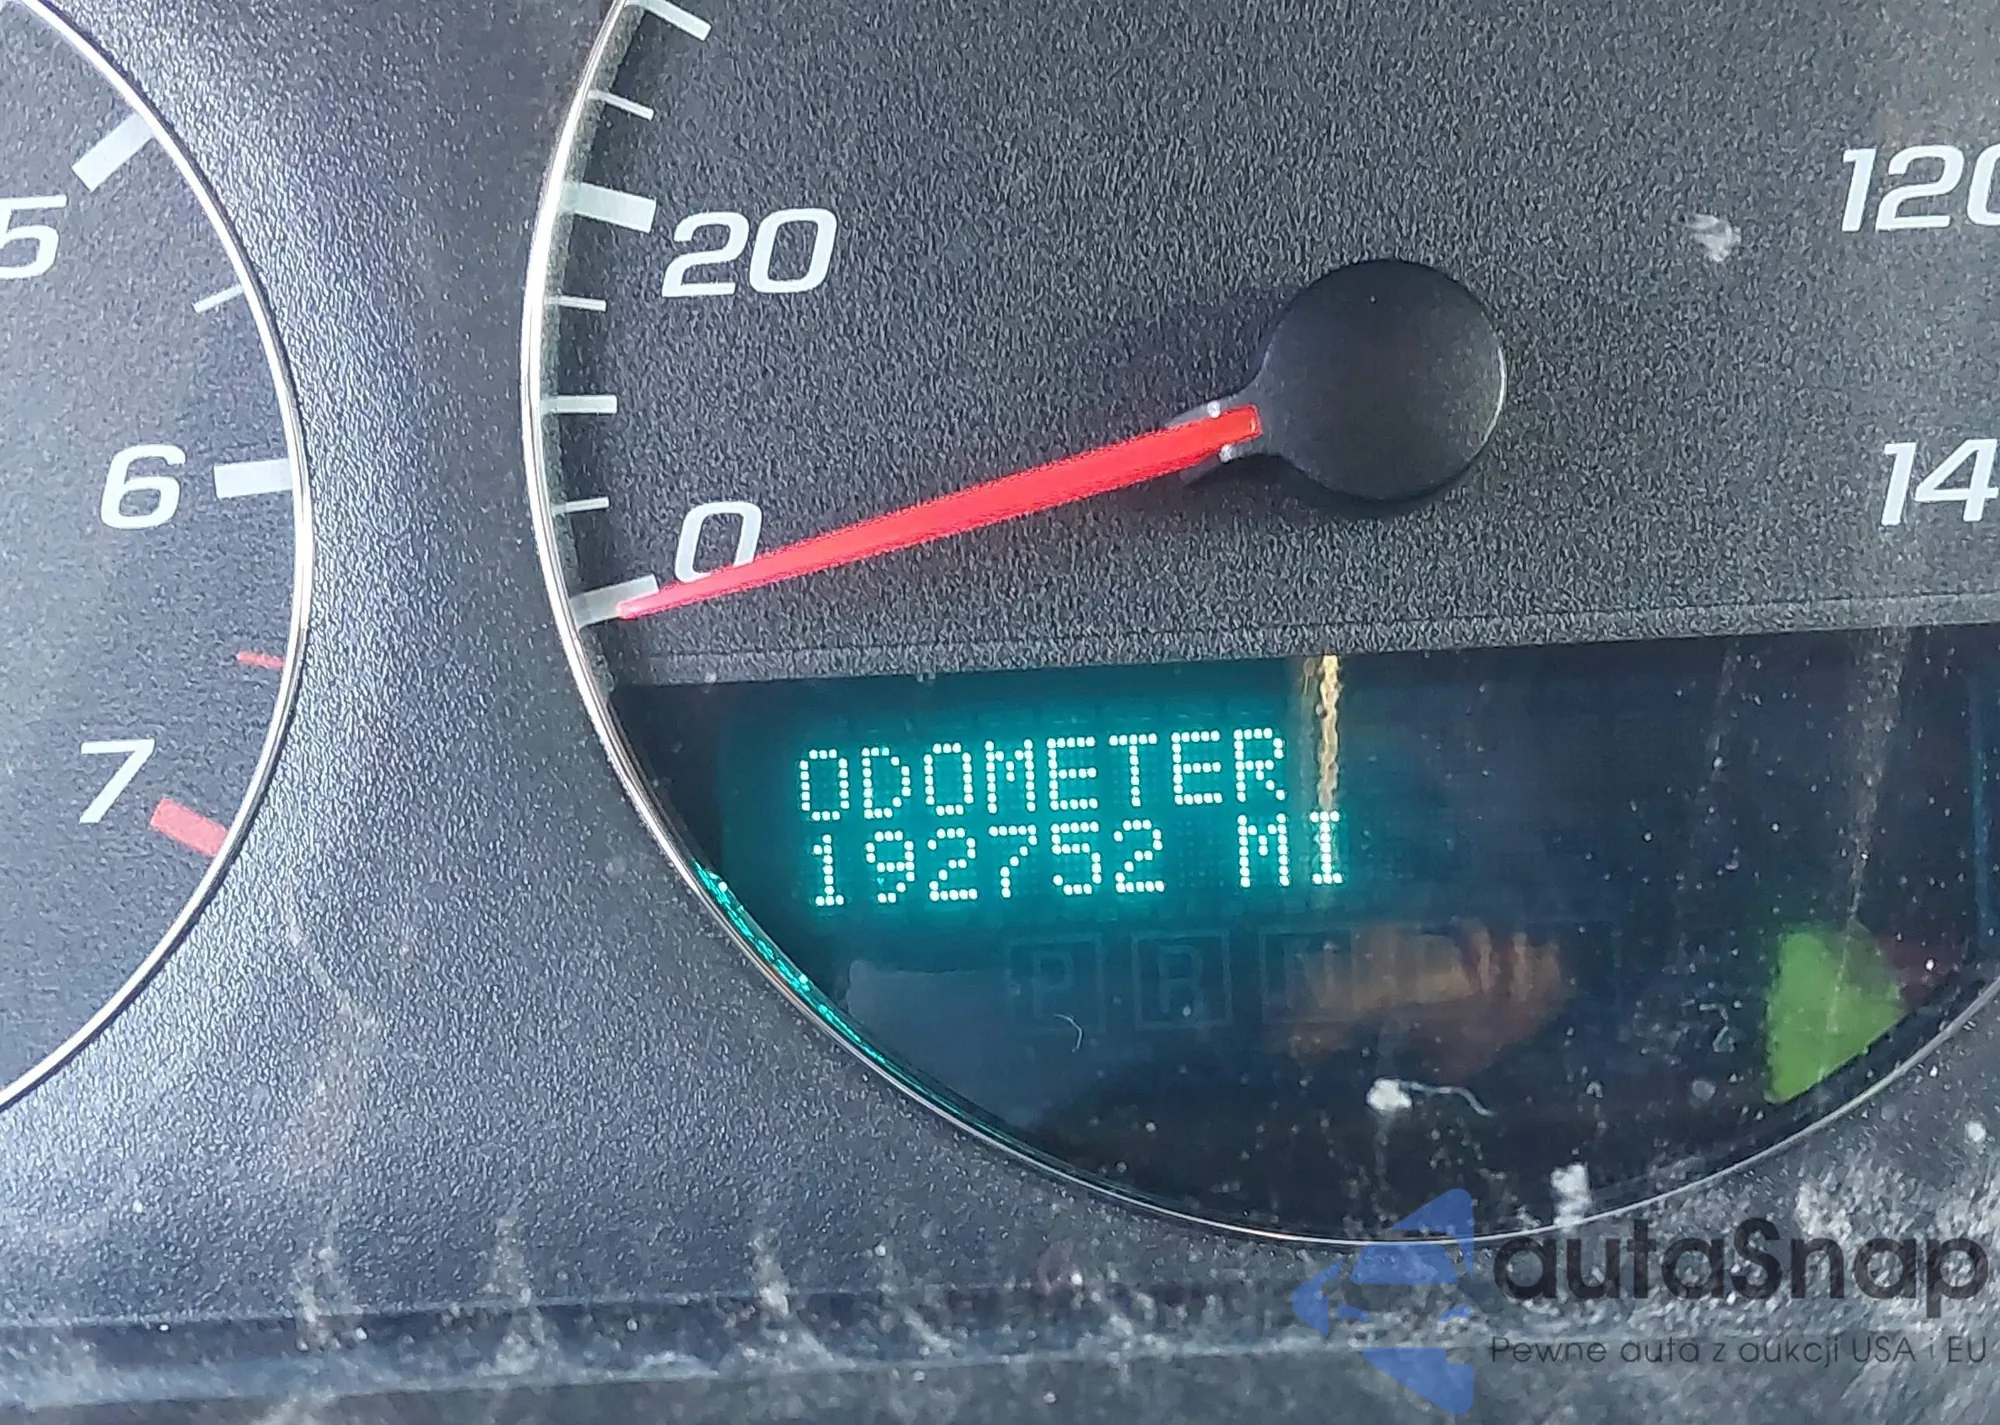 5
20
120
6
0
14
7
ODOMETER
192752 MI
P R N
autaSnap
Pewne auta z aukcji USA i EU